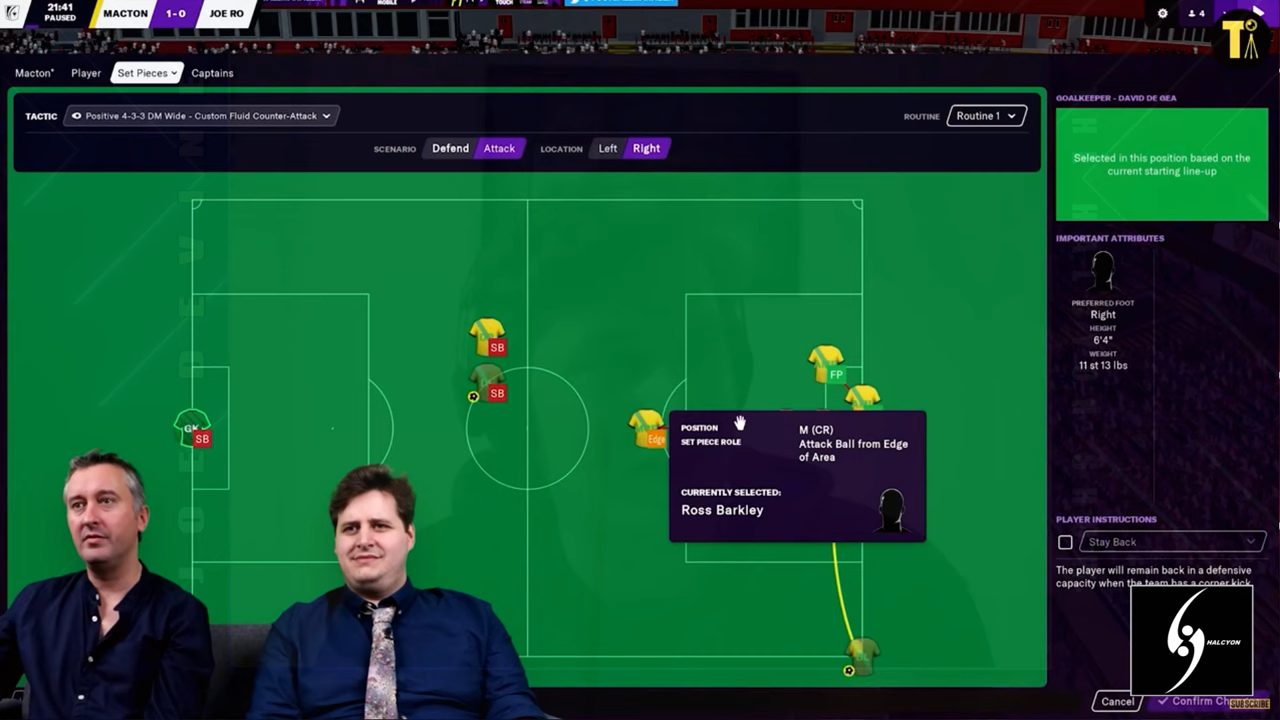 21:41
PAUSED
MACTON
1-0
JOE RO
MOBILE
TOUCH
4
Macton*
Player
Set Pieces
Captains
TACTIC
Positive 4-3-3 DM Wide - Custom Fluid Counter-Attack
ROUTINE
Routine 1
SCENARIO
Defend
Attack
LOCATION
Left
Right
GOALKEEPER - DAVID DE GEA
Selected in this position based on the
current starting line-up
IMPORTANT ATTRIBUTES
PREFERRED FOOT
Right
HEIGHT
6'4"
WEIGHT
11 st 13 lbs
SB
SB
FP
GK
SB
Edge
POSITION
M (CR)
SET PIECE ROLE
Attack Ball from Edge
of Area
CURRENTLY SELECTED:
Ross Barkley
PLAYER INSTRUCTIONS
Stay Back
The player will remain back in a defensive
capacity when the team has a corner kick
HALCYON
Cancel
Confirm Ch
SUBSCRIBE